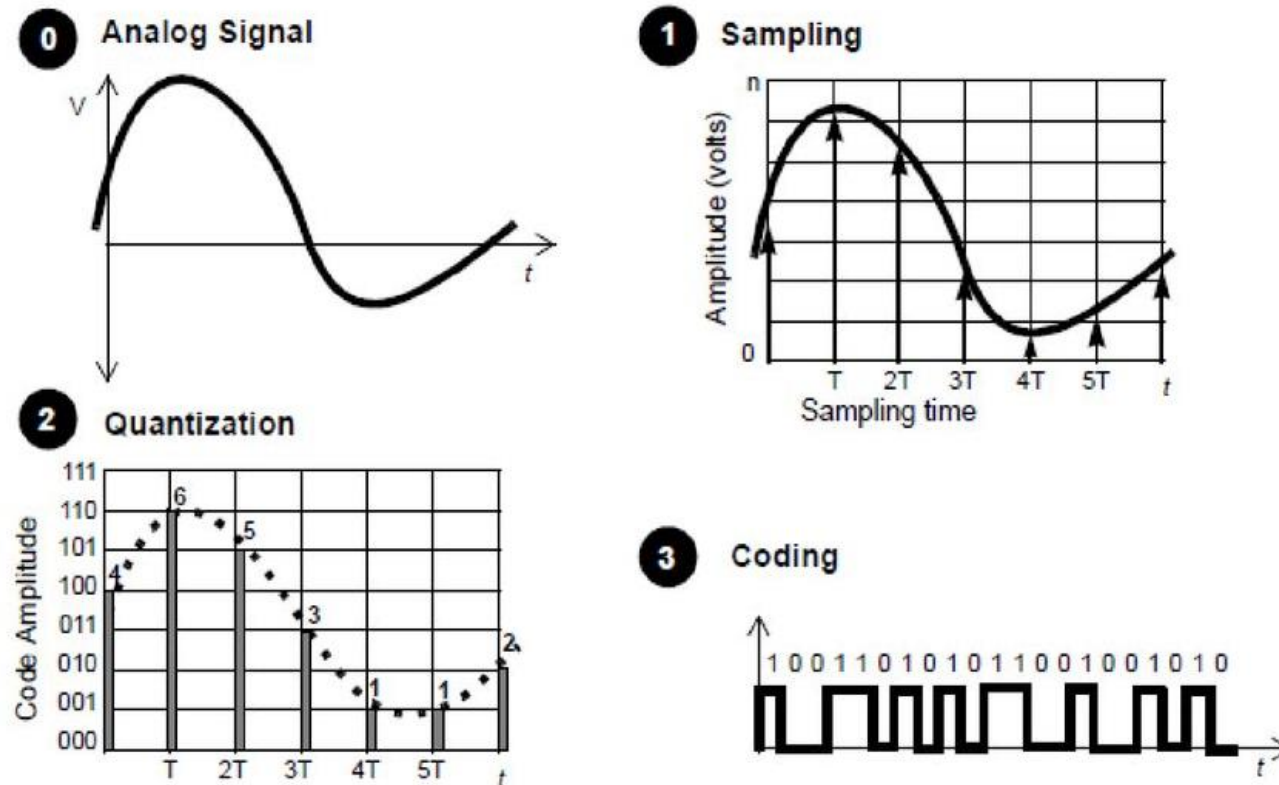 0 Analog Signal
V
t
1 Sampling
n
Amplitude (volts)
0
T 2T 3T 4T 5T t
Sampling time
2 Quantization
111
110
101
100
011
010
001
000
Code Amplitude
4
6
5
3
1
1
2
T 2T 3T 4T 5T t
3 Coding
1 0 0 1 1 0 1 0 1 0 1 1 0 0 1 0 0 1 0 1 0
t